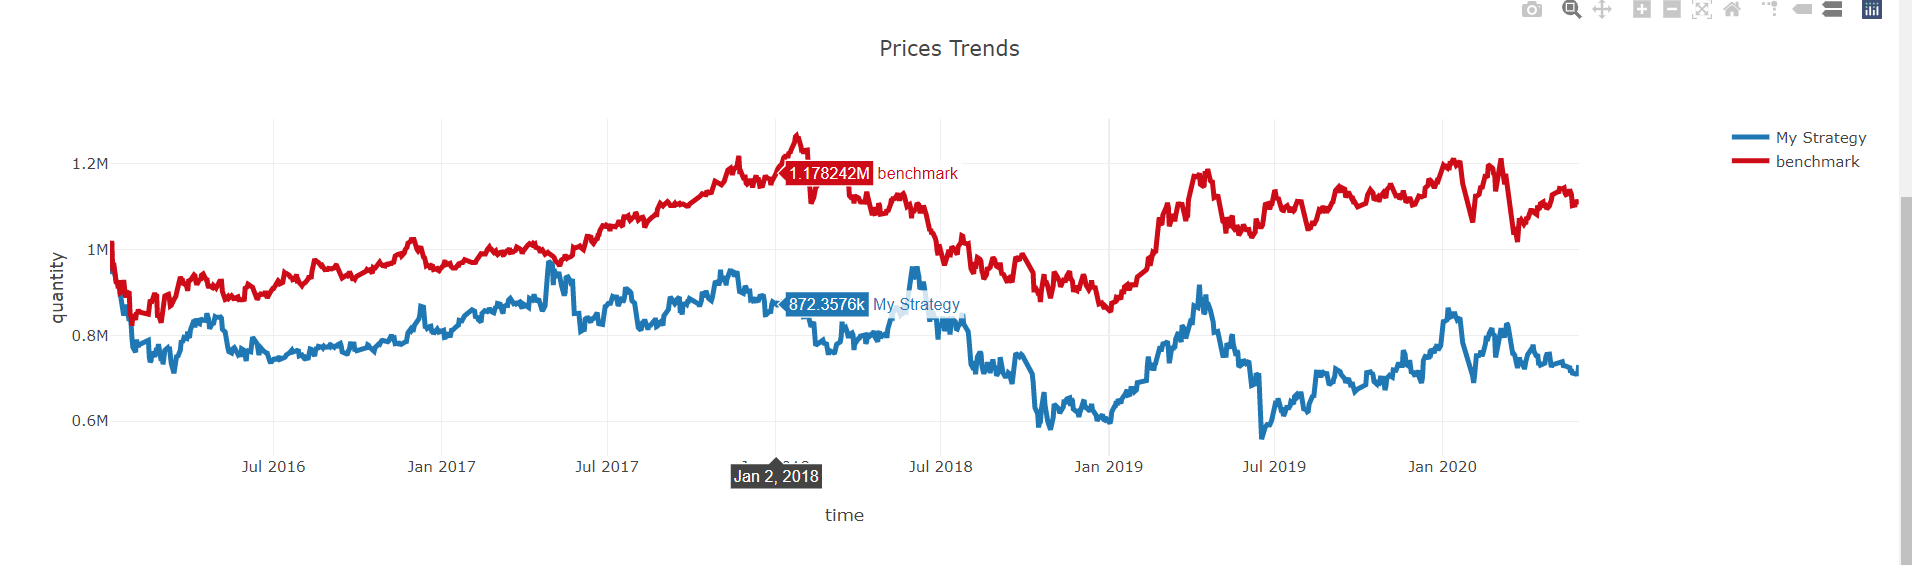 Prices Trends
My Strategy
benchmark
1.2M
1M
0.8M
0.6M
quantity
1.178242M benchmark
872.3576k My Strategy
Jul 2016
Jan 2017
Jul 2017
Jul 2018
Jan 2019
Jul 2019
Jan 2020
Jan 2, 2018
time